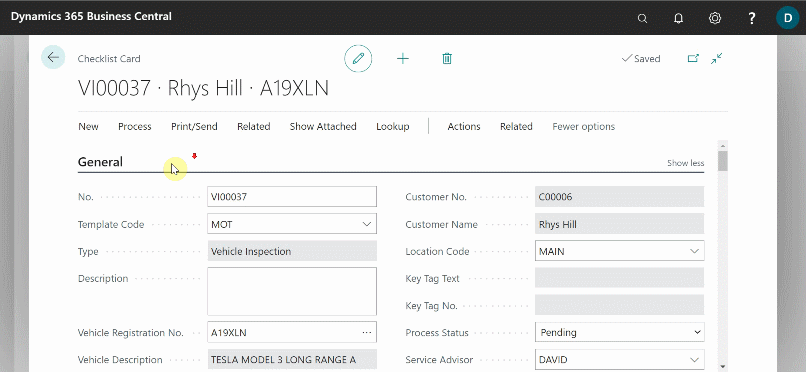 Dynamics 365 Business Central
?
D
Checklist Card
Saved
VI00037 · Rhys Hill · A19XLN
New Process Print/Send Related Show Attached Lookup Actions Related Fewer options
General Show less
No. VI00037 Customer No. C00006
Template Code MOT Customer Name Rhys Hill
Type Vehicle Inspection Location Code MAIN
Description Key Tag Text
Key Tag No.
Vehicle Registration No. A19XLN ... Process Status Pending
Vehicle Description TESLA MODEL 3 LONG RANGE A Service Advisor DAVID